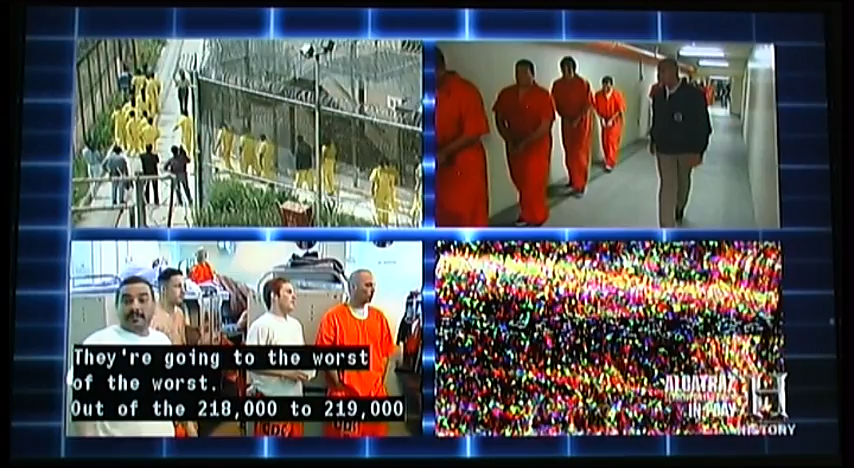 They're going to the worst
of the worst.
Out of the 218,000 to 219,000
CDC
ALCATRAZ
H
HISTORY